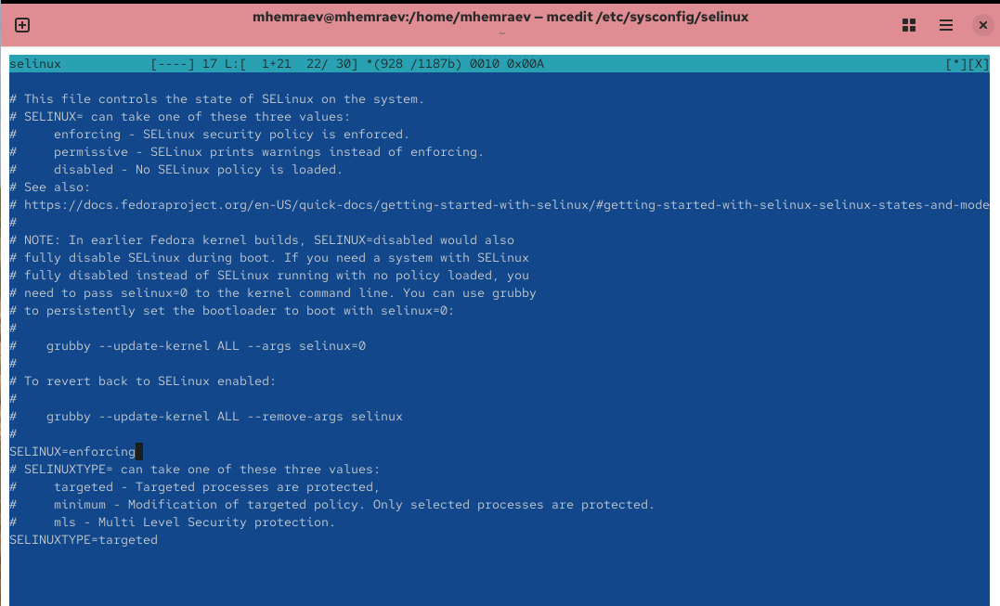 mhemraev@mhemraev:/home/mhemraev — mcedit /etc/sysconfig/selinux
~
selinux            [----] 17 L:[  1+21  22/ 30] *(928 /1187b) 0010 0x00A                                                      [*][X]
# This file controls the state of SELinux on the system.
# SELINUX= can take one of these three values:
#     enforcing - SELinux security policy is enforced.
#     permissive - SELinux prints warnings instead of enforcing.
#     disabled - No SELinux policy is loaded.
# See also:
# https://docs.fedoraproject.org/en-US/quick-docs/getting-started-with-selinux/#getting-started-with-selinux-selinux-states-and-mode
#
# NOTE: In earlier Fedora kernel builds, SELINUX=disabled would also
# fully disable SELinux during boot. If you need a system with SELinux
# fully disabled instead of SELinux running with no policy loaded, you
# need to pass selinux=0 to the kernel command line. You can use grubby
# to persistently set the bootloader to boot with selinux=0:
#
#    grubby --update-kernel ALL --args selinux=0
#
# To revert back to SELinux enabled:
#
#    grubby --update-kernel ALL --remove-args selinux
#
SELINUX=enforcing
# SELINUXTYPE= can take one of these three values:
#     targeted - Targeted processes are protected,
#     minimum - Modification of targeted policy. Only selected processes are protected.
#     mls - Multi Level Security protection.
SELINUXTYPE=targeted